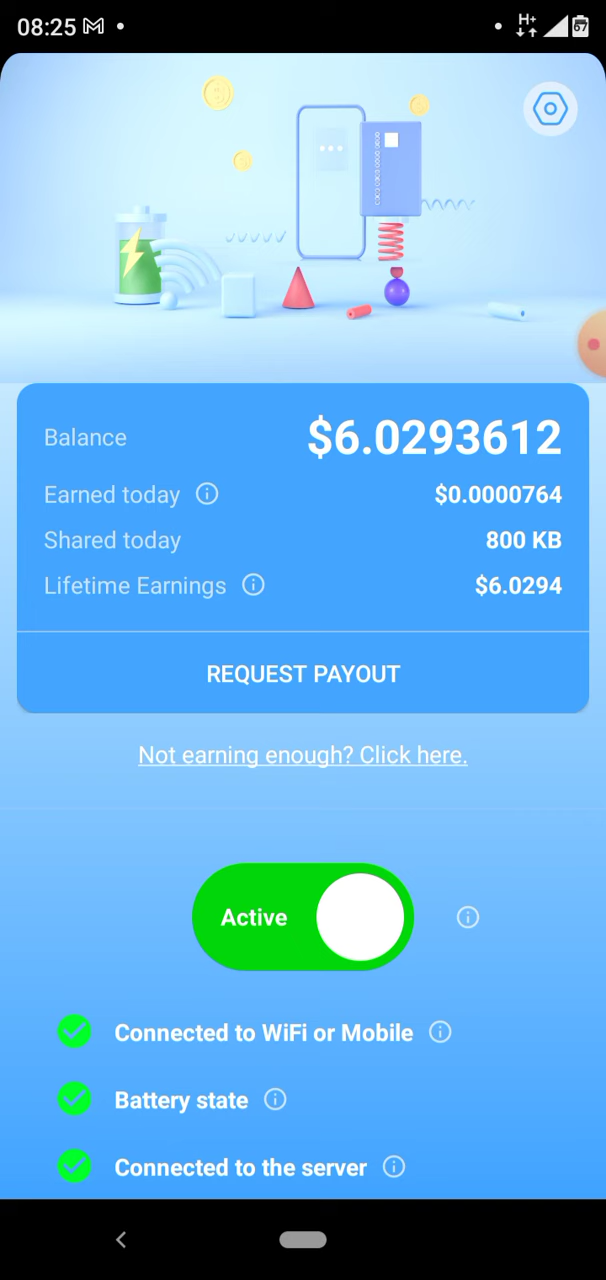 08:25
H+
67
Balance $6.0293612
Earned today $0.0000764
Shared today 800 KB
Lifetime Earnings $6.0294
REQUEST PAYOUT
Not earning enough? Click here.
Active
Connected to WiFi or Mobile
Battery state
Connected to the server